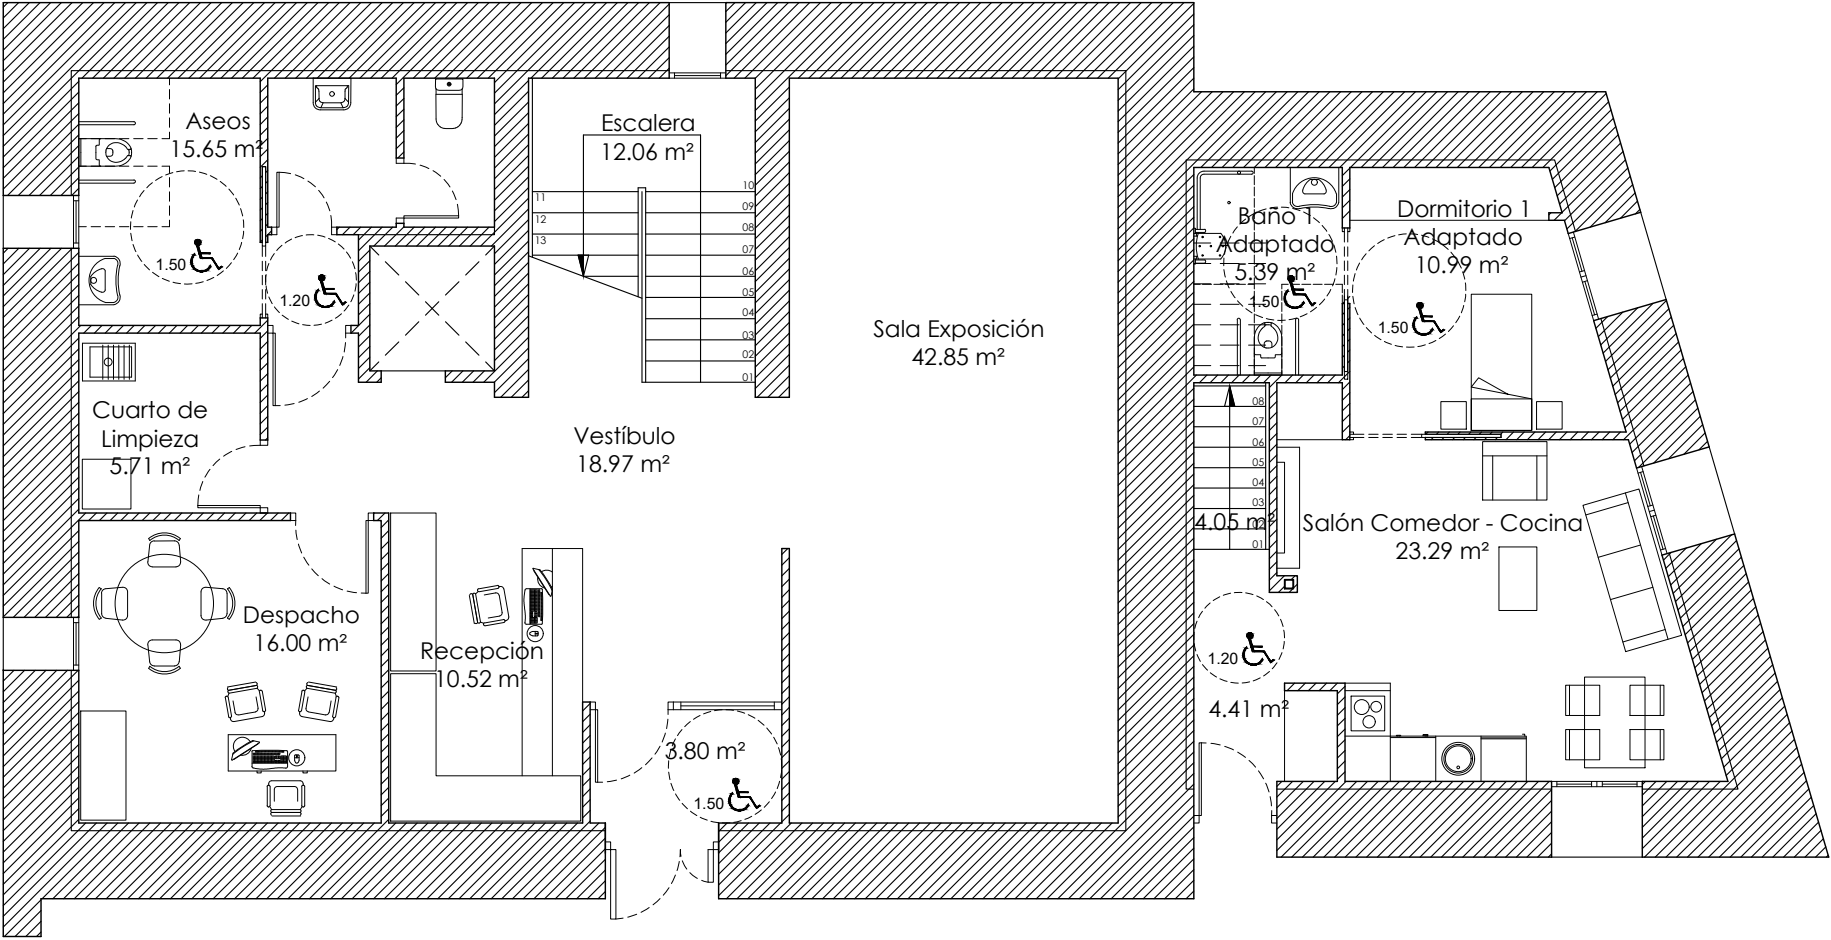 Aseos
15.65 m²
1.50
1.20
Escalera
12.06 m²
10
09
08
07
06
05
04
03
02
01
11
12
13
Cuarto de
Limpieza
5.71 m²
Vestíbulo
18.97 m²
Sala Exposición
42.85 m²
Despacho
16.00 m²
Recepción
10.52 m²
3.80 m²
1.50
Baño 1
Adaptado
5.39 m²
1.50
Dormitorio 1
Adaptado
10.99 m²
1.50
08
07
06
05
04
03
02
01
4.05 m²
Salón Comedor - Cocina
23.29 m²
1.20
4.41 m²